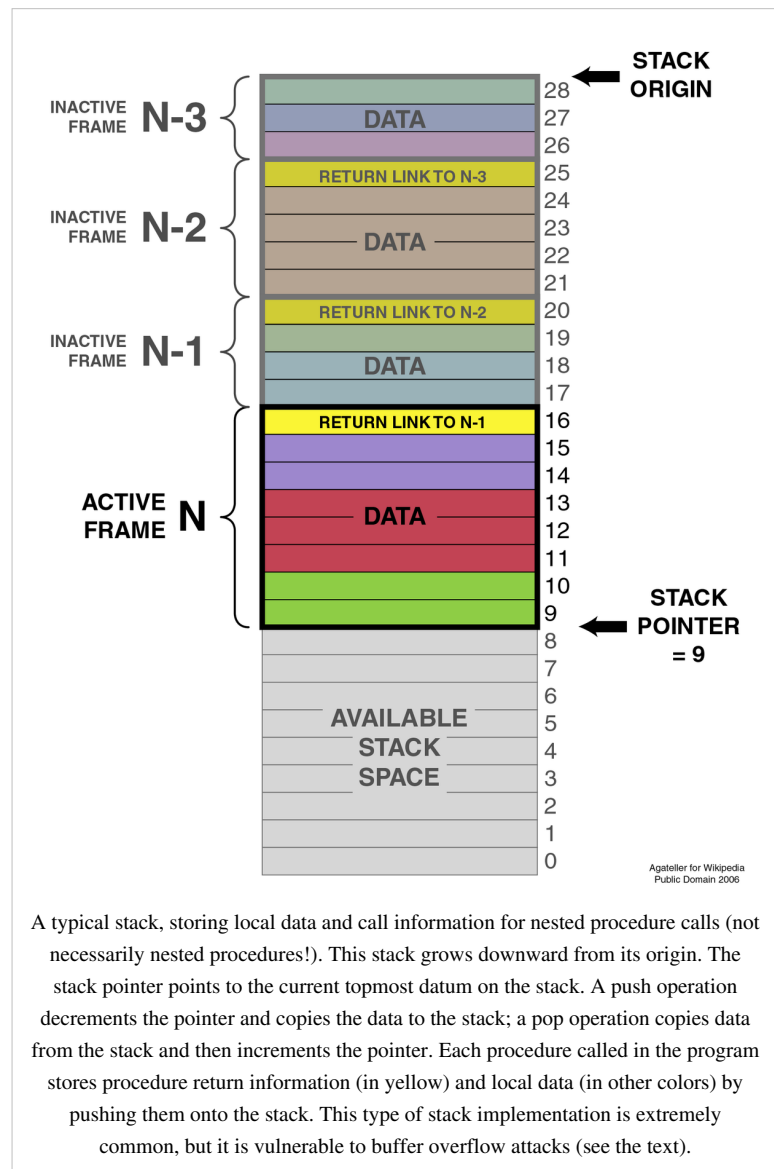 STACK
ORIGIN
INACTIVE
FRAME N-3
28
27
26
DATA
INACTIVE
FRAME N-2
RETURN LINK TO N-3
25
24
23
22
21
DATA
INACTIVE
FRAME N-1
RETURN LINK TO N-2
20
19
18
17
DATA
ACTIVE
FRAME N
RETURN LINK TO N-1
16
15
14
13
12
11
10
9
DATA
STACK
POINTER
= 9
8
7
6
5
4
3
2
1
0
AVAILABLE
STACK
SPACE
Agateller for Wikipedia
Public Domain 2006
A typical stack, storing local data and call information for nested procedure calls (not
necessarily nested procedures!). This stack grows downward from its origin. The
stack pointer points to the current topmost datum on the stack. A push operation
decrements the pointer and copies the data to the stack; a pop operation copies data
from the stack and then increments the pointer. Each procedure called in the program
stores procedure return information (in yellow) and local data (in other colors) by
pushing them onto the stack. This type of stack implementation is extremely
common, but it is vulnerable to buffer overflow attacks (see the text).